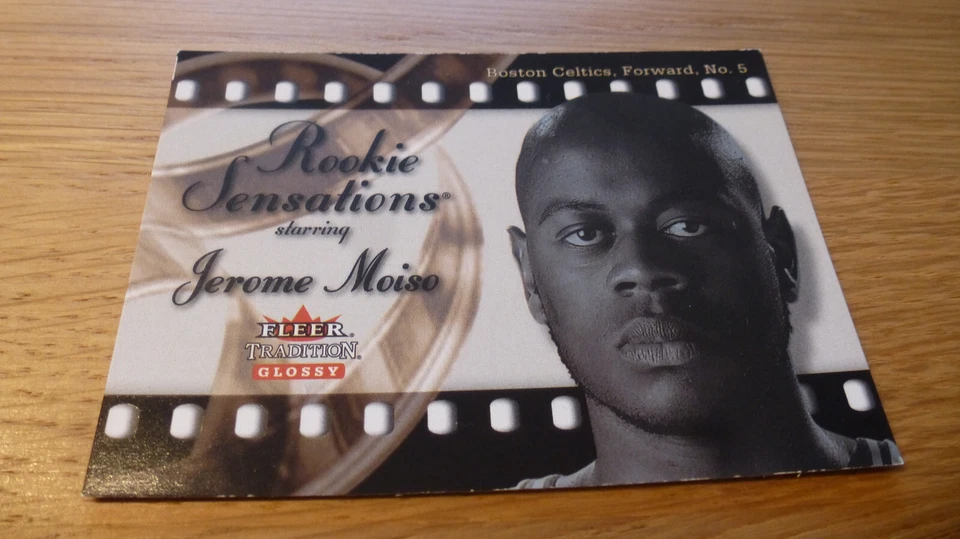 Boston Celtics, Forward, No. 5
Rookie
Sensations®
starring
Jerome Moiso
FLEER®
TRADITION®
GLOSSY